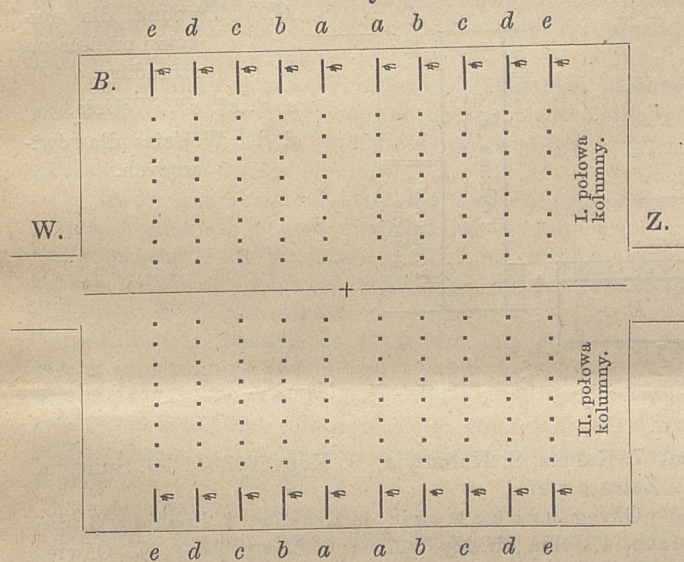 e d c b a a b c d e
B.
I. połowa
kolumny.
W.
Z.
+
II. połowa
kolumny.
e d c b a a b c d e